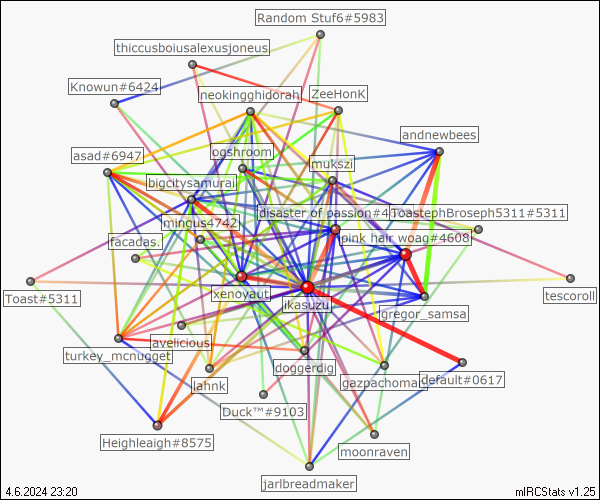 Random Stuf6#5983
thiccusboiusalexusjoneus
Knowun#6424
neokingghidorah
ZeeHonK
andnewbees
asad#6947
ogshroom
mukszi
bigcitysamurai
disaster of passion#4
ToastephBroseph5311#5311
mingus4742
pink hair woag#4608
facadas.
Toast#5311
xenoyaut
jikasuzu
tescoroll
gregor_samsa
avelicious
turkey_mcnugget
doggerdig
lahnk
gazpachoma
default#0617
Duck™#9103
Heighleaigh#8575
moonraven
jarlbreadmaker
4.6.2024 23:20
mIRCStats v1.25